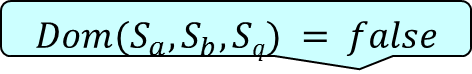 Dom(S_a, S_b, S_q) = false